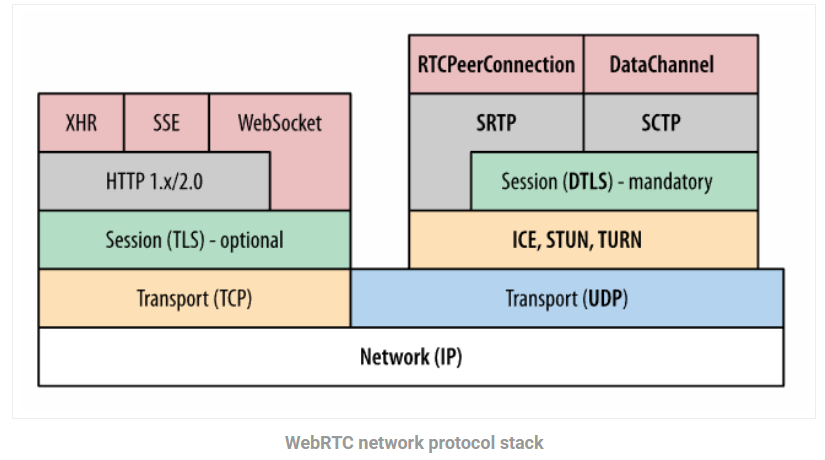 RTCPeerConnection
DataChannel
XHR
SSE
WebSocket
SRTP
SCTP
HTTP 1.x/2.0
Session (DTLS) - mandatory
Session (TLS) - optional
ICE, STUN, TURN
Transport (TCP)
Transport (UDP)
Network (IP)
WebRTC network protocol stack